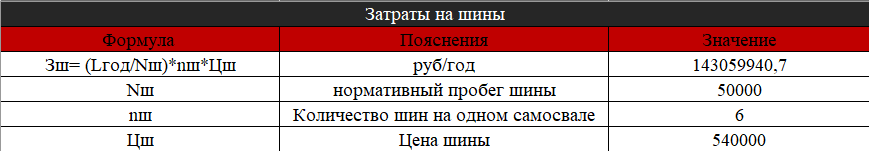 Затраты на шины
Формула Пояснения Значение
Зш= (Lгод/Nш)*nш*Цш руб/год 143059940,7
Nш нормативный пробег шины 50000
nш Количество шин на одном самосвале 6
Цш Цена шины 540000